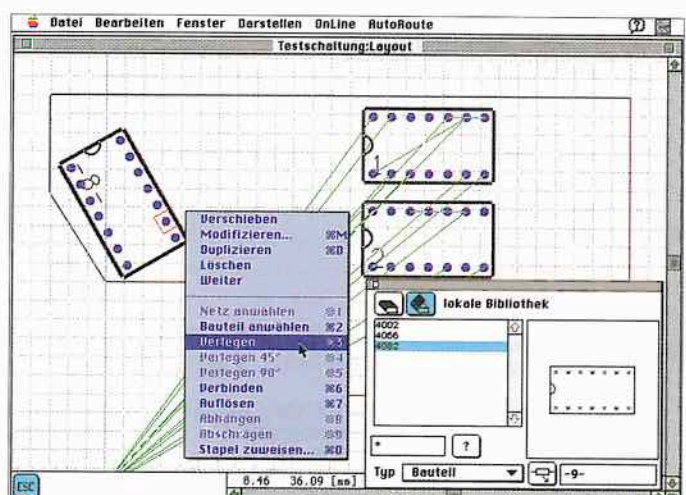 Datei Bearbeiten Fenster Darstellen OnLine AutoRoute
Testschaltung:Layout
1
Verschieben
Modifizieren... ⌘M
Duplizieren ⌘D
Löschen
Weiter
Netz anwählen ⌘1
Bauteil anwählen ⌘2
Verlegen ⌘3
Verlegen 45° ⌘4
Verlegen 90° ⌘5
Verbinden ⌘6
Auflösen ⌘7
Abhängen ⌘8
Abschrägen ⌘9
Stapel zuweisen... ⌘0
lokale Bibliothek
4002
4066
4082
*
?
Typ Bauteil
-9-
ESC
8.46 36.09 [mm]